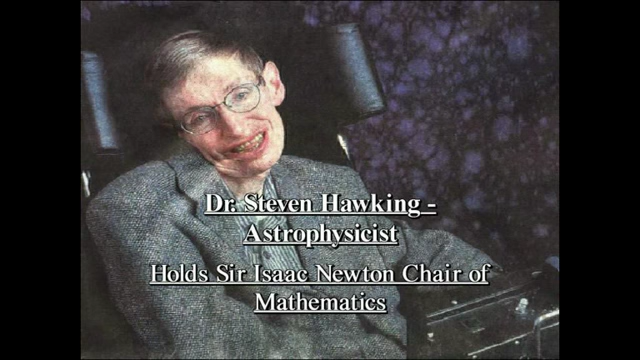 Dr. Steven Hawking -
Astrophysicist
Holds Sir Isaac Newton Chair of
Mathematics